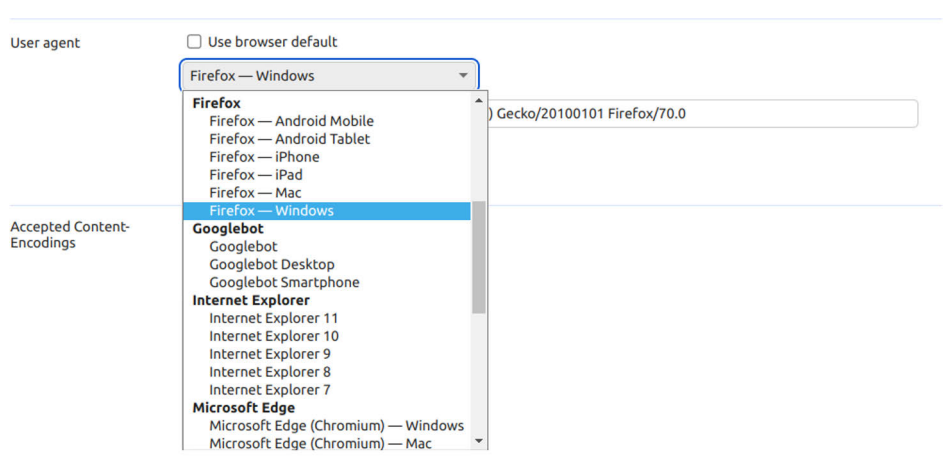 User agent
Use browser default
Firefox — Windows
) Gecko/20100101 Firefox/70.0
Firefox
Firefox — Android Mobile
Firefox — Android Tablet
Firefox — iPhone
Firefox — iPad
Firefox — Mac
Firefox — Windows
Googlebot
Googlebot
Googlebot Desktop
Googlebot Smartphone
Internet Explorer
Internet Explorer 11
Internet Explorer 10
Internet Explorer 9
Internet Explorer 8
Internet Explorer 7
Microsoft Edge
Microsoft Edge (Chromium) — Windows
Microsoft Edge (Chromium) — Mac
Accepted Content-
Encodings